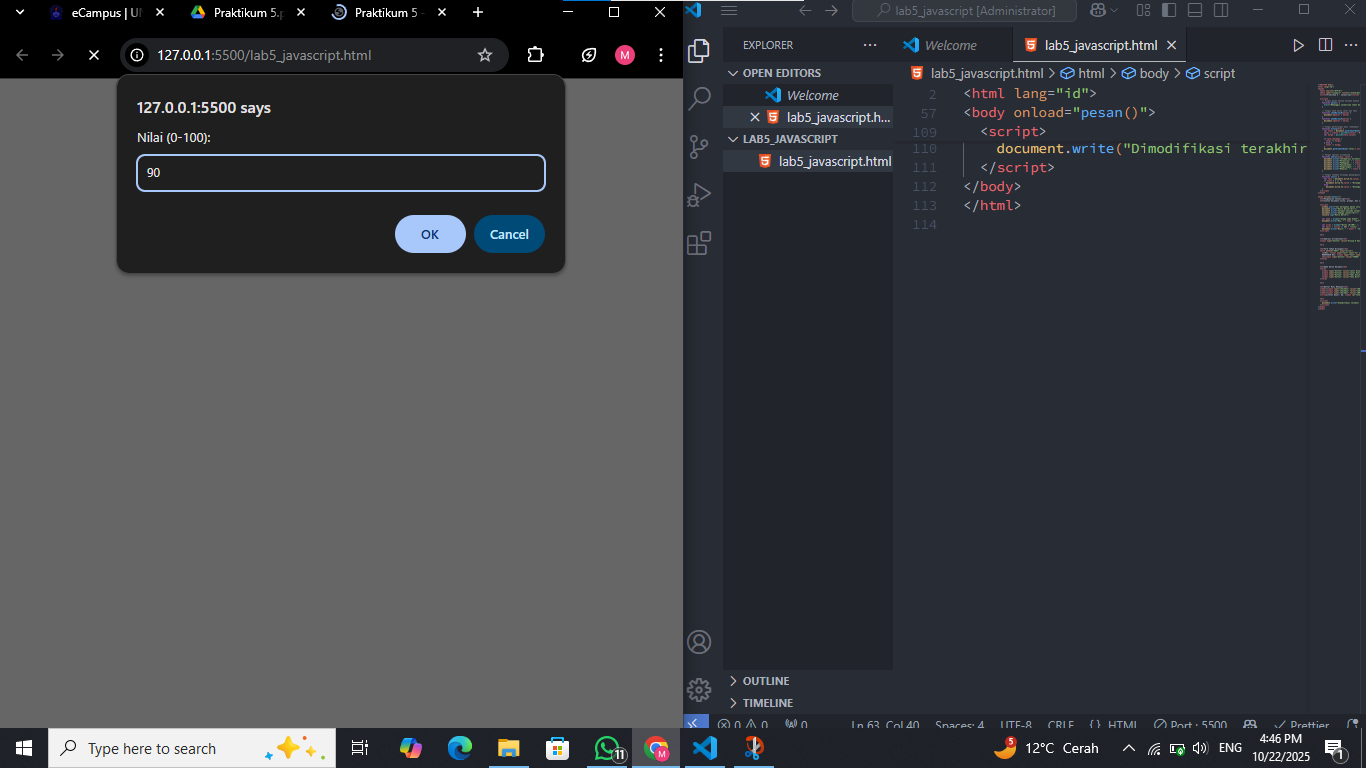 eCampus | UI
Praktikum 5.p
Praktikum 5 -
127.0.0.1:5500/lab5_javascript.html
M
127.0.0.1:5500 says
Nilai (0-100):
90
OK
Cancel
lab5_javascript [Administrator]
EXPLORER
Welcome
lab5_javascript.html
OPEN EDITORS
Welcome
lab5_javascript.h...
LAB5_JAVASCRIPT
lab5_javascript.html
OUTLINE
TIMELINE
lab5_javascript.html > html > body > script
2 <html lang="id">
57 <body onload="pesan()">
109 <script>
110 document.write("Dimodifikasi terakhir
111 </script>
112 </body>
113 </html>
114
0 0 0 Ln 63, Col 40 Spaces: 4 UTF-8 CRLF {} HTML Port : 5500 Prettier
Type here to search
11
M
5
12°C Cerah
ENG
4:46 PM
10/22/2025
1